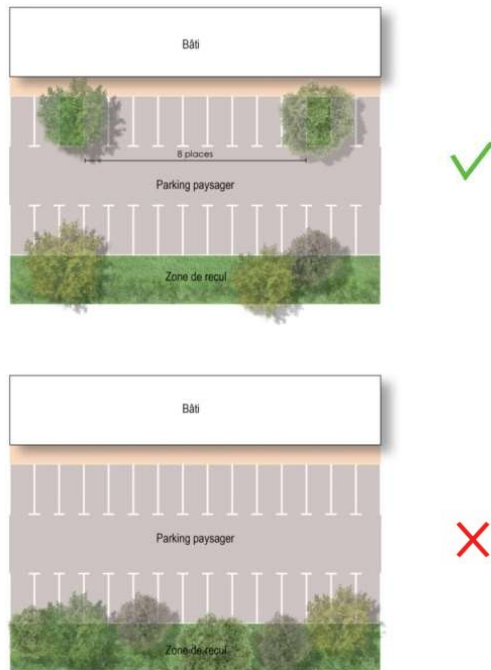 Bâti
8 places
Parking paysager
Zone de recul
Bâti
Parking paysager
Zone de recul